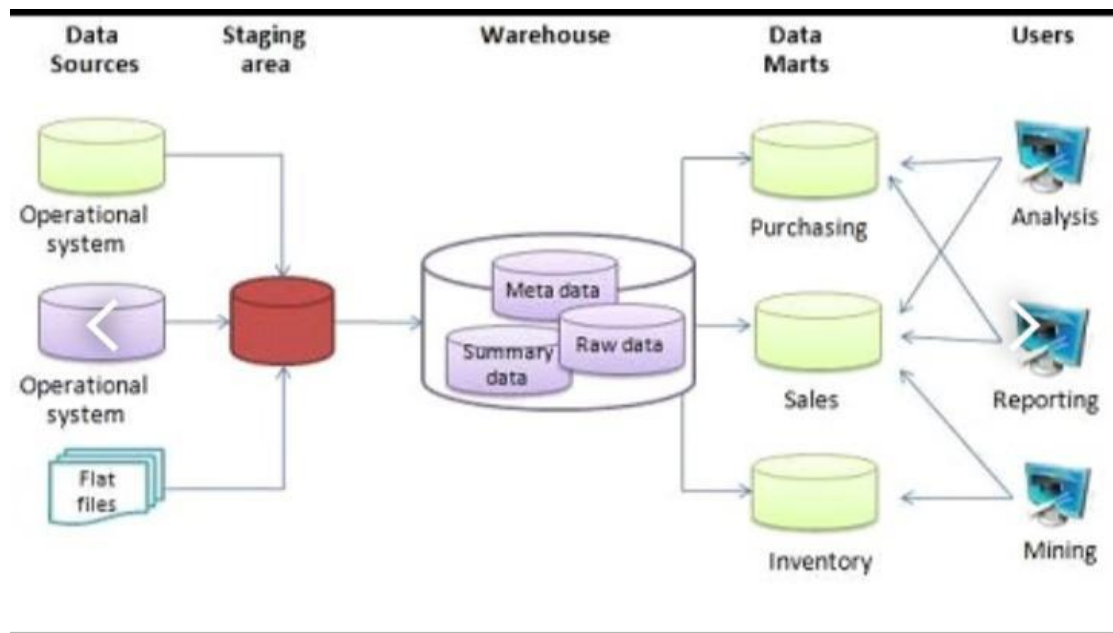 Data
Sources
Staging
area
Warehouse
Data
Marts
Users
Operational
system
Operational
system
Flat
files
Meta data
Summary
data
Raw data
Purchasing
Sales
Inventory
Analysis
Reporting
Mining